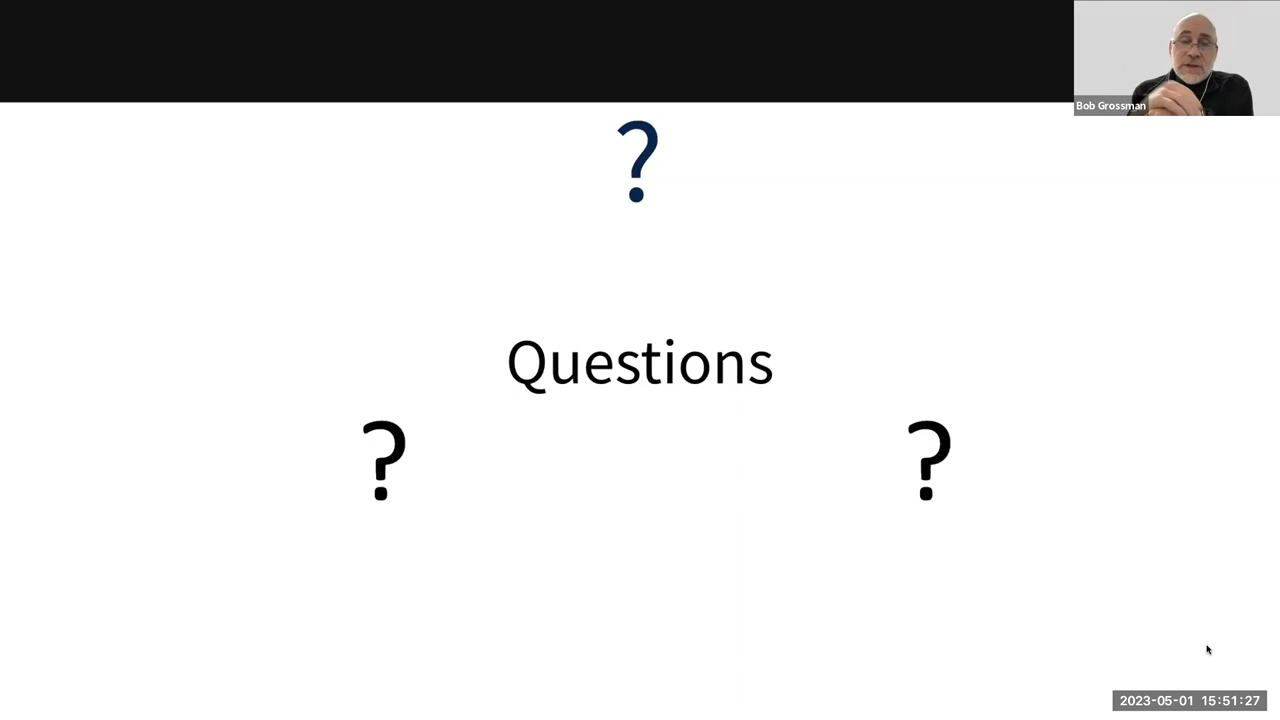 Bob Grossman
?
Questions
? ?
2023-05-01 15:51:27